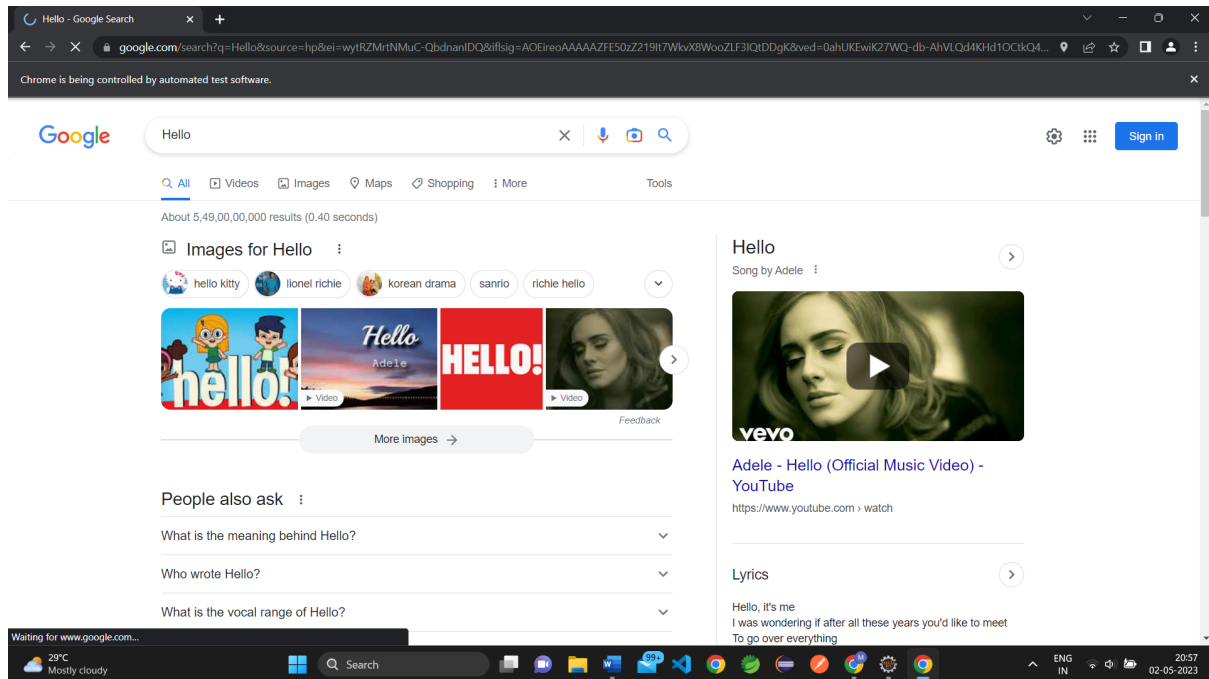 Hello - Google Search
google.com/search?q=Hello&source=hp&ei=wytRZMrtNMuC-QbdnanIDQ&iflsig=AOEireoAAAAAZFE50zZ219It7WkvX8WooZLF3IQtDDgK&ved=0ahUKEwiK27WQ-db-AhVLQd4KHd1OCtkQ4...
Chrome is being controlled by automated test software.
Google
Hello
Sign in
All Videos Images Maps Shopping More Tools
About 5,49,00,00,000 results (0.40 seconds)
Images for Hello
hello kitty lionel richie korean drama sanrio richie hello
hello!
Hello
Adele
Video
HELLO!
Video
Feedback
More images
People also ask
What is the meaning behind Hello?
Who wrote Hello?
What is the vocal range of Hello?
Hello
Song by Adele
vevo
Adele - Hello (Official Music Video) -
YouTube
https://www.youtube.com › watch
Lyrics
Hello, it's me
I was wondering if after all these years you'd like to meet
To go over everything
Waiting for www.google.com...
29°C
Mostly cloudy
Search
99+
M
ENG
IN
20:57
02-05-2023